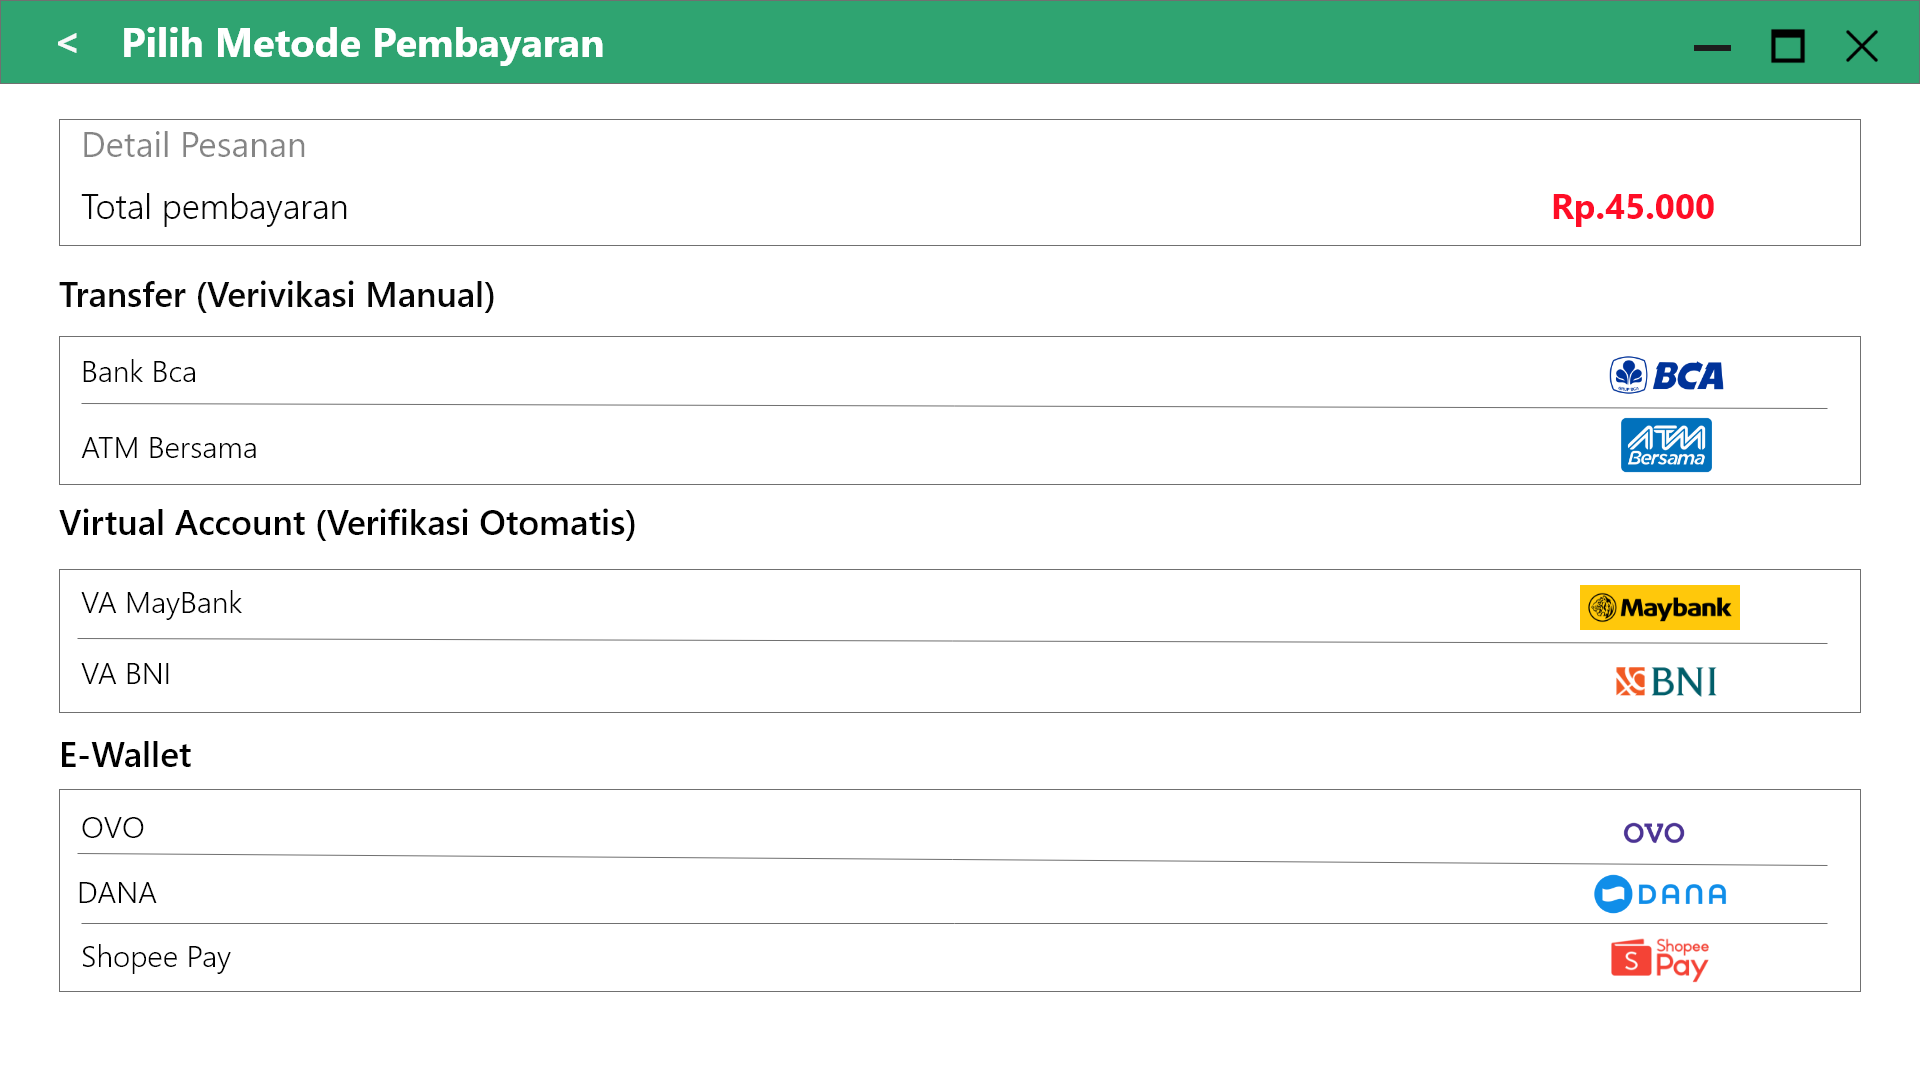 < Pilih Metode Pembayaran
Detail Pesanan
Total pembayaran Rp.45.000
Transfer (Verivikasi Manual)
Bank Bca BCA
ATM Bersama ATM Bersama
Virtual Account (Verifikasi Otomatis)
VA MayBank Maybank
VA BNI BNI
E-Wallet
OVO OVO
DANA DANA
Shopee Pay S Shopee Pay